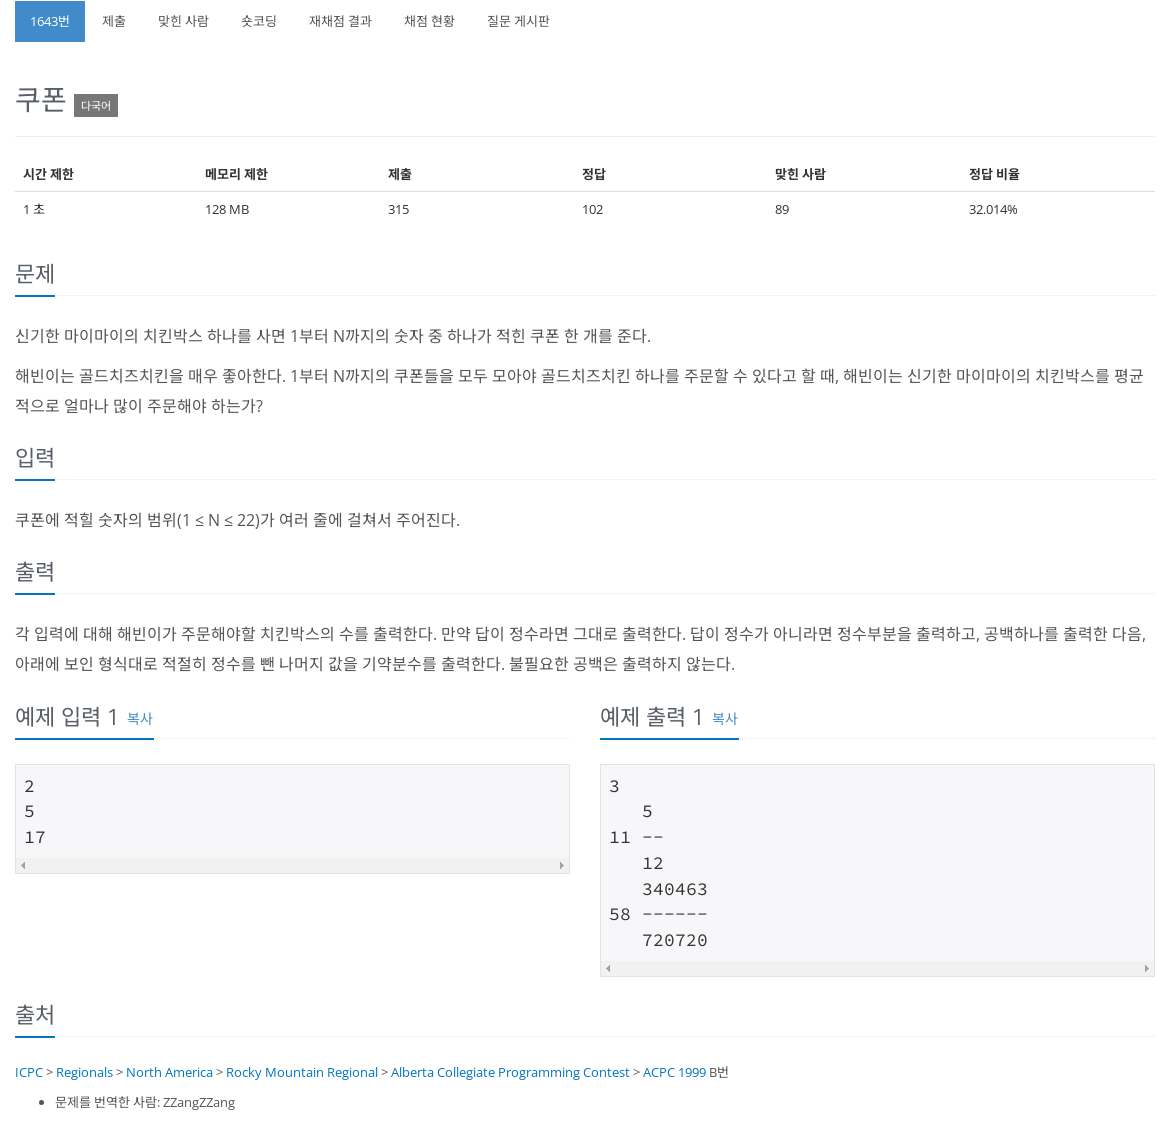 1643번 제출 맞힌 사람 숏코딩 재채점 결과 채점 현황 질문 게시판
쿠폰 다국어
시간 제한 메모리 제한 제출 정답 맞힌 사람 정답 비율
1 초 128 MB 315 102 89 32.014%
문제
신기한 마이마이의 치킨박스 하나를 사면 1부터 N까지의 숫자 중 하나가 적힌 쿠폰 한 개를 준다.
해빈이는 골드치즈치킨을 매우 좋아한다. 1부터 N까지의 쿠폰들을 모두 모아야 골드치즈치킨 하나를 주문할 수 있다고 할 때, 해빈이는 신기한 마이마이의 치킨박스를 평균
적으로 얼마나 많이 주문해야 하는가?
입력
쿠폰에 적힐 숫자의 범위(1 ≤ N ≤ 22)가 여러 줄에 걸쳐서 주어진다.
출력
각 입력에 대해 해빈이가 주문해야할 치킨박스의 수를 출력한다. 만약 답이 정수라면 그대로 출력한다. 답이 정수가 아니라면 정수부분을 출력하고, 공백하나를 출력한 다음,
아래에 보인 형식대로 적절히 정수를 뺀 나머지 값을 기약분수를 출력한다. 불필요한 공백은 출력하지 않는다.
예제 입력 1 복사
2
5
17
예제 출력 1 복사
3
   5
11 --
   12
   340463
58 ------
   720720
출처
ICPC > Regionals > North America > Rocky Mountain Regional > Alberta Collegiate Programming Contest > ACPC 1999 B번
• 문제를 번역한 사람: ZZangZZang